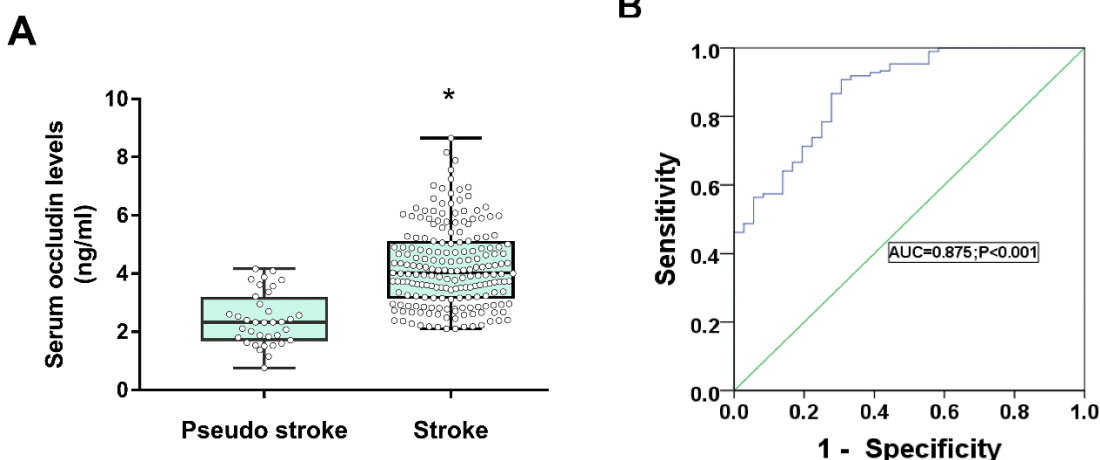 A
Serum occludin levels
(ng/ml)
10
8
6
4
2
0
*
Pseudo stroke
Stroke
B
Sensitivity
1.0
0.8
0.6
0.4
0.2
0.0
AUC=0.875;P<0.001
0.0 0.2 0.4 0.6 0.8 1.0
1 - Specificity